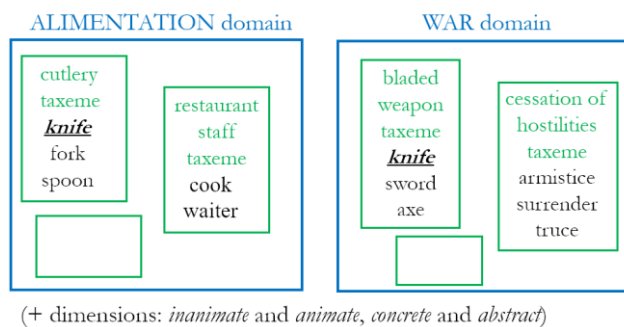 ALIMENTATION domain
cutlery
taxeme
knife
fork
spoon
restaurant
staff
taxeme
cook
waiter
WAR domain
bladed
weapon
taxeme
knife
sword
axe
cessation of
hostilities
taxeme
armistice
surrender
truce
(+ dimensions: inanimate and animate, concrete and abstract)